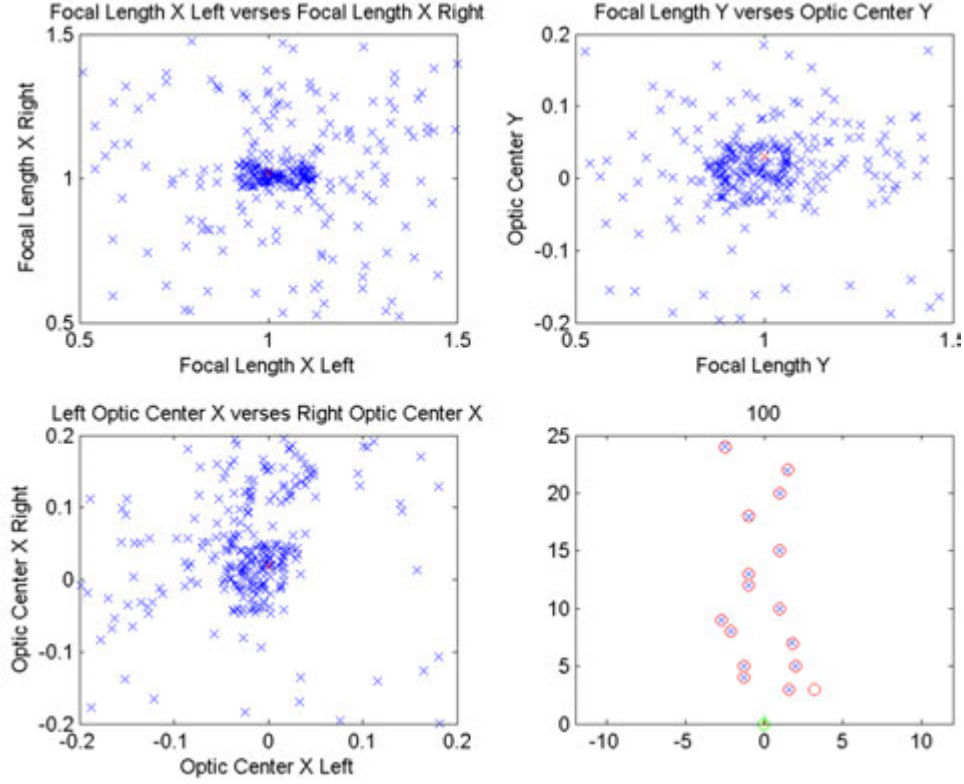 Focal Length X Left verses Focal Length X Right
1.5
1
0.5
Focal Length X Right
0.5 1 1.5
Focal Length X Left
Focal Length Y verses Optic Center Y
0.2
0.1
0
-0.1
-0.2
Optic Center Y
0.5 1 1.5
Focal Length Y
Left Optic Center X verses Right Optic Center X
0.2
0.1
0
-0.1
-0.2
Optic Center X Right
-0.2 -0.1 0 0.1 0.2
Optic Center X Left
100
25
20
15
10
5
0
-10 -5 0 5 10